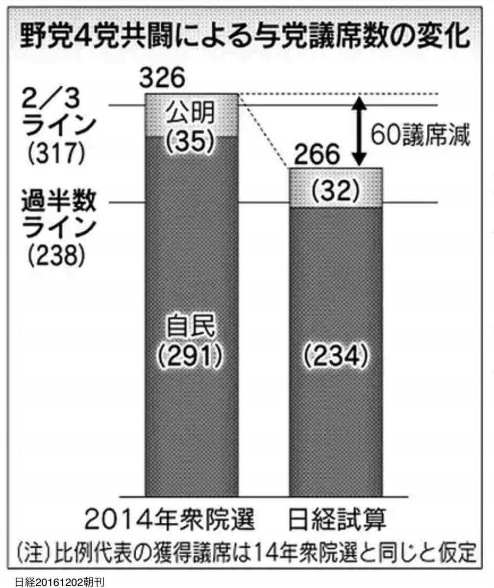 野党4党共闘による与党議席数の変化
326
2/3
ライン
(317)
公明
(35)
60議席減
266
(32)
過半数
ライン
(238)
自民
(291)
(234)
2014年衆院選
日経試算
(注)比例代表の獲得議席は14年衆院選と同じと仮定
日経20161202朝刊